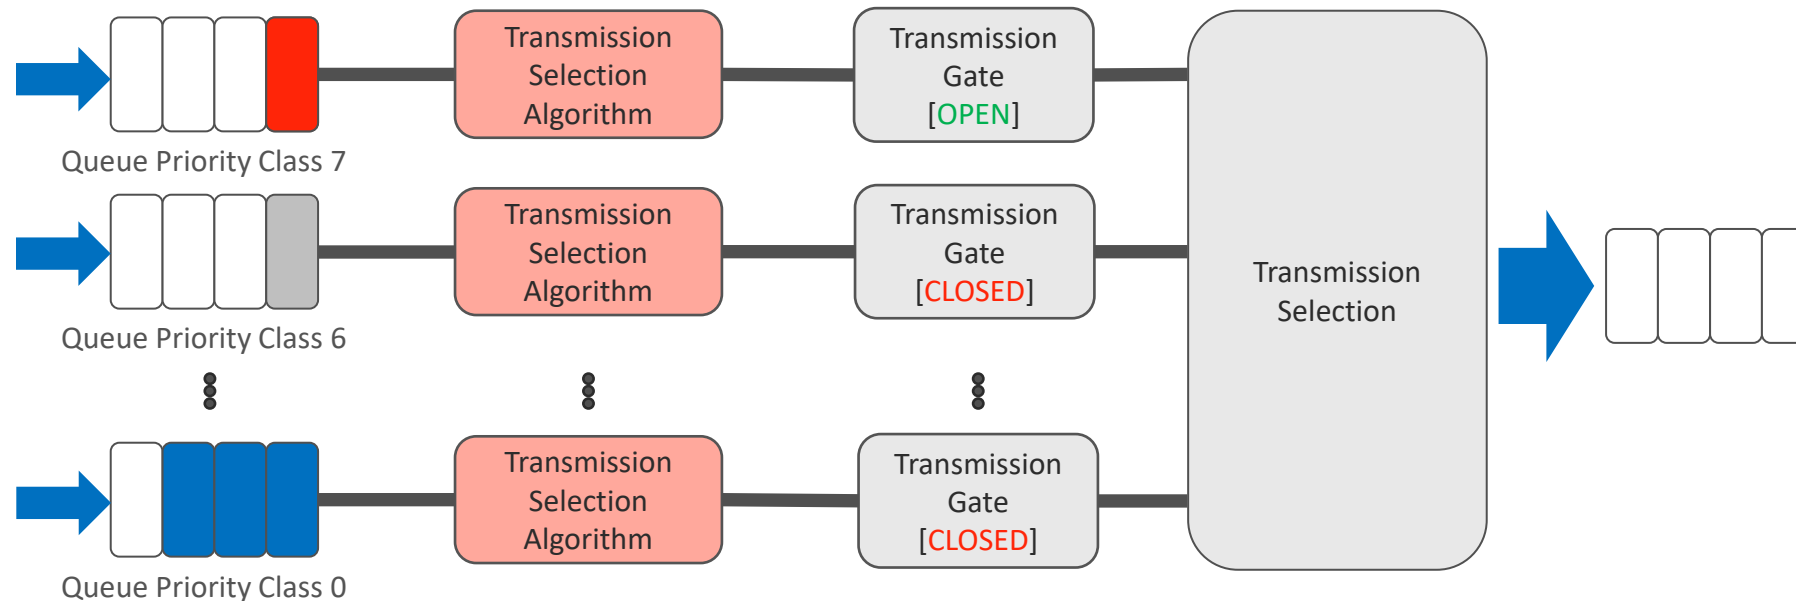 Transmission
Selection
Algorithm
Transmission
Gate
[OPEN]
Queue Priority Class 7
Transmission
Selection
Algorithm
Transmission
Gate
[CLOSED]
Transmission
Selection
Queue Priority Class 6
Transmission
Selection
Algorithm
Transmission
Gate
[CLOSED]
Queue Priority Class 0